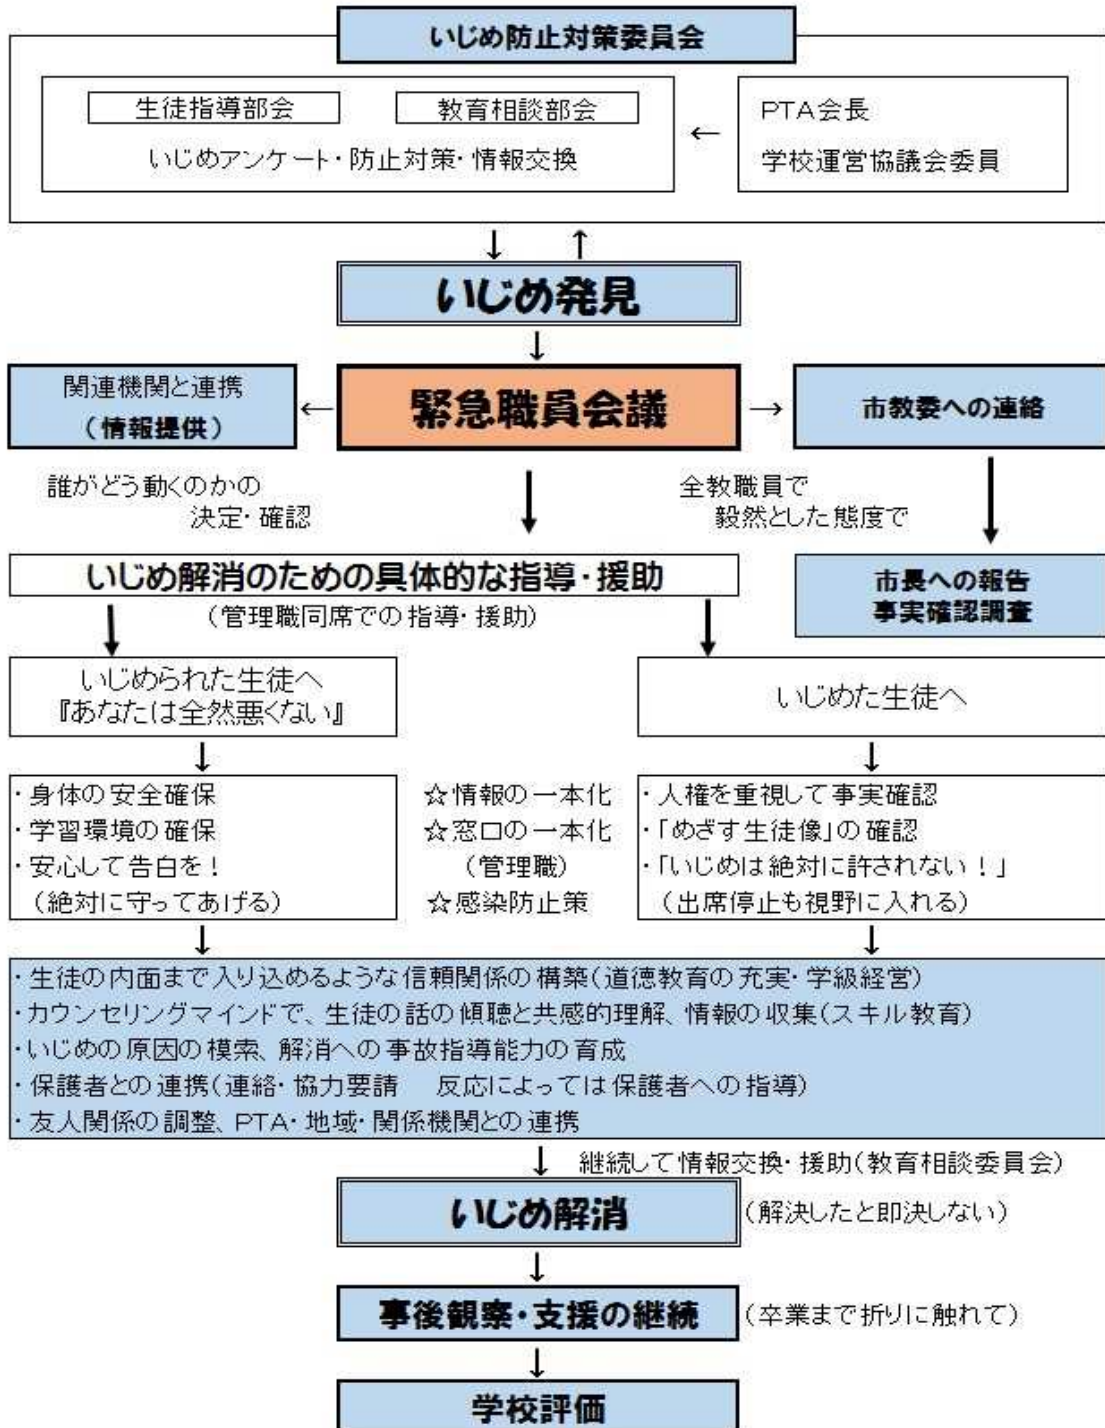 いじめ防止対策委員会
生徒指導部会
教育相談部会
いじめアンケート・防止対策・情報交換
←
PTA会長
学校運営協議会委員
↓ ↑
いじめ発見
↓
関連機関と連携
(情報提供)
←
緊急職員会議
→
市教委への連絡
誰がどう動くのかの
決定・確認
↓
全教職員で
毅然とした態度で
↓
いじめ解消のための具体的な指導・援助
(管理職同席での指導・援助)
市長への報告
事実確認調査
↓ ↓
いじめられた生徒へ
『あなたは全然悪くない』
いじめた生徒へ
↓ ↓
・身体の安全確保
・学習環境の確保
・安心して告白を！
(絶対に守ってあげる)
☆情報の一本化
☆窓口の一本化
(管理職)
☆感染防止策
・人権を重視して事実確認
・「めざす生徒像」の確認
・「いじめは絶対に許されない！」
(出席停止も視野に入れる)
↓ ↓
・生徒の内面まで入り込めるような信頼関係の構築(道徳教育の充実・学級経営)
・カウンセリングマインドで、生徒の話の傾聴と共感的理解、情報の収集(スキル教育)
・いじめの原因の模索、解消への事故指導能力の育成
・保護者との連携(連絡・協力要請　反応によっては保護者への指導)
・友人関係の調整、PTA・地域・関係機関との連携
↓ 継続して情報交換・援助(教育相談委員会)
いじめ解消
(解決したと即決しない)
↓
事後観察・支援の継続
(卒業まで折りに触れて)
↓
学校評価